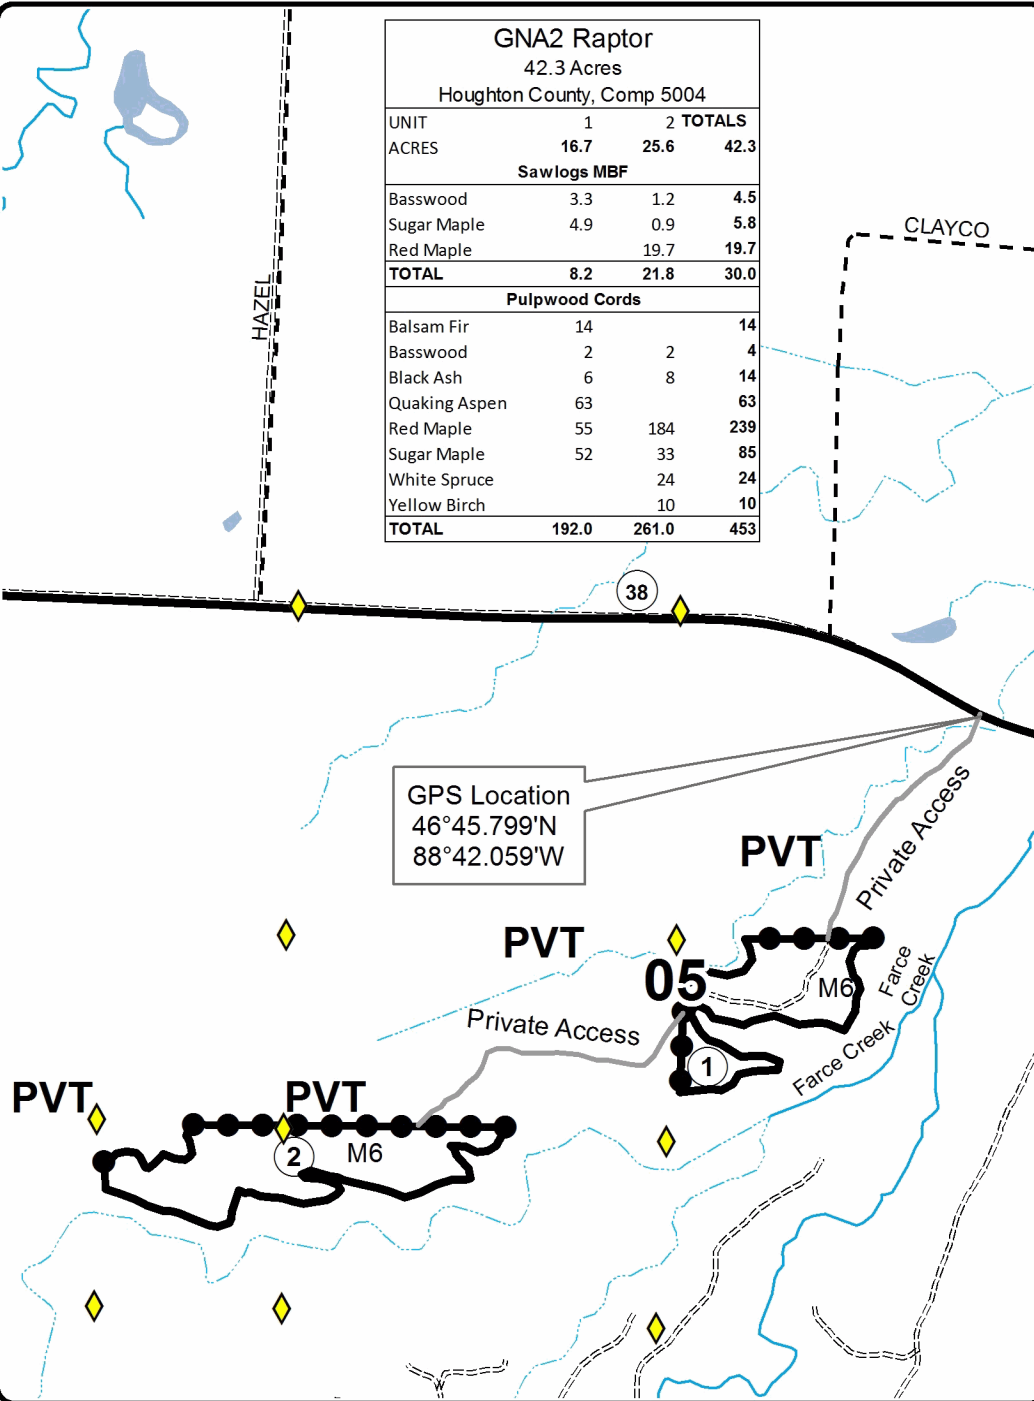 GNA2 Raptor
42.3 Acres
Houghton County, Comp 5004
UNIT 1 2 TOTALS
ACRES 16.7 25.6 42.3
Sawlogs MBF
Basswood 3.3 1.2 4.5
Sugar Maple 4.9 0.9 5.8
Red Maple 19.7 19.7
TOTAL 8.2 21.8 30.0
Pulpwood Cords
Balsam Fir 14 14
Basswood 2 2 4
Black Ash 6 8 14
Quaking Aspen 63 63
Red Maple 55 184 239
Sugar Maple 52 33 85
White Spruce 24 24
Yellow Birch 10 10
TOTAL 192.0 261.0 453
CLAYCO
HAZEL
38
GPS Location
46°45.799'N
88°42.059'W
PVT
Private Access
PVT
05
M6
Farce
Creek
Private Access
1
Farce Creek
PVT
PVT
2
M6